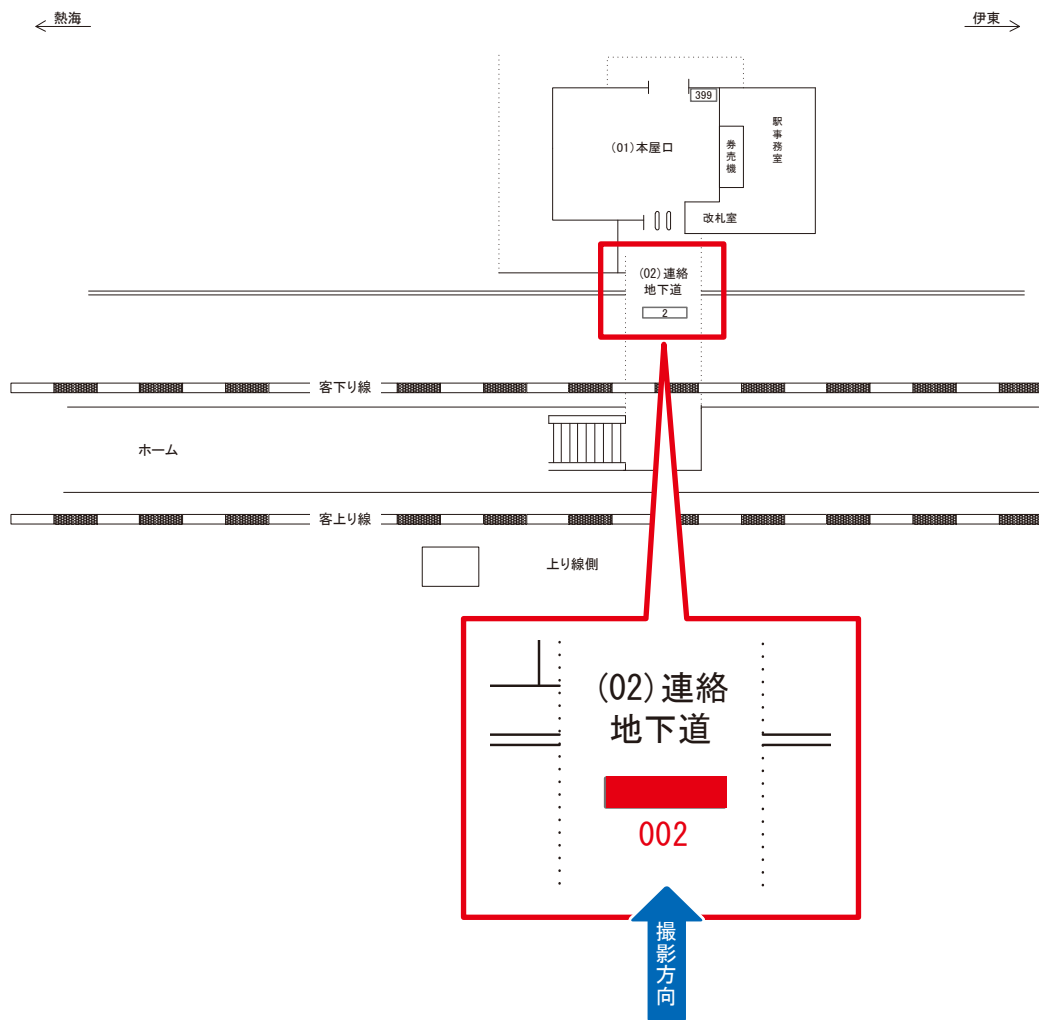 熱海
伊東
399
駅事務室
券売機
(01)本屋口
改札室
(02)連絡
地下道
2
客下り線
ホーム
客上り線
上り線側
(02)連絡
地下道
002
撮影方向